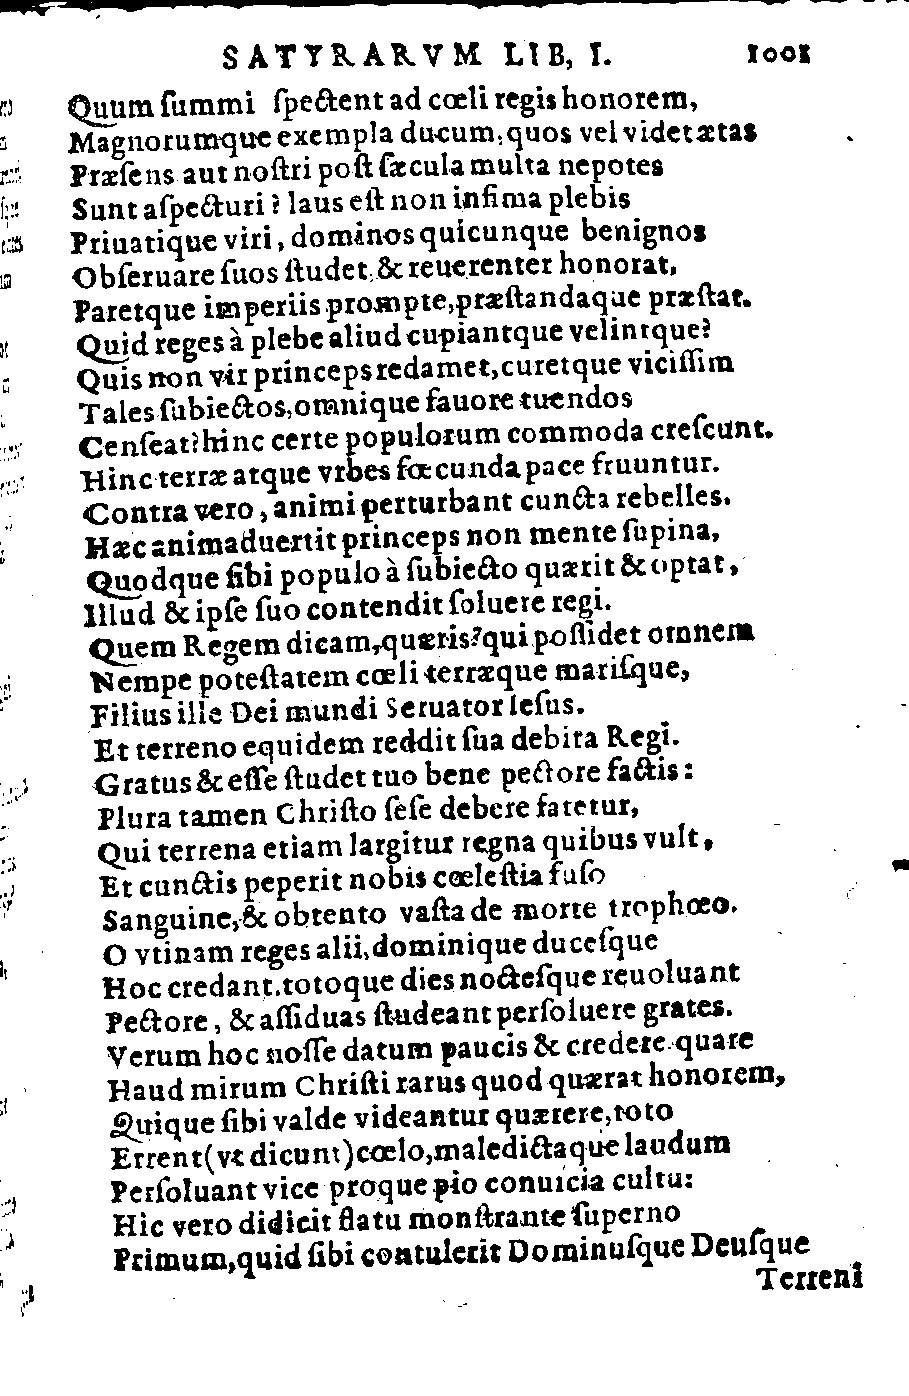 SATYRARVM LIB, I. 1001
Quum ſummi ſpectent ad cœli regis honorem,
Magnorumque exempla ducum, quos vel videt ætas
Præſens aut noſtri poſt ſæcula multa nepotes
Sunt aſpecturi? laus eſt non infima plebis
Priuatique viri, dominos quicunque benignos
Obſeruare ſuos ſtudet, & reuerenter honorat,
Paretque imperiis prompte, præſtandaque præſtat.
Quid reges à plebe aliud cupiantque velintque?
Quis non vir princeps redamet, curetque viciſſim
Tales ſubiectos, omnique fauore tuendos
Cenſeat? hinc certe populorum commoda creſcunt.
Hinc terræ atque vrbes fœcunda pace fruuntur.
Contra vero, animi perturbant cuncta rebelles.
Hæc animaduertit princeps non mente ſupina,
Quodque ſibi populo à ſubiecto quærit & optat,
Illud & ipſe ſuo contendit ſoluere regi.
Quem Regem dicam, quæris? qui poſſidet omnem
Nempe poteſtatem cœli terræque mariſque,
Filius ille Dei mundi Seruator Ieſus.
Et terreno equidem reddit ſua debita Regi.
Gratus & eſſe ſtudet tuo bene pectore factis:
Plura tamen Chriſto ſeſe debere fatetur,
Qui terrena etiam largitur regna quibus vult,
Et cunctis peperit nobis cœleſtia fuſo
Sanguine, & obtento vaſta de morte trophœo.
O vtinam reges alii, dominique duceſque
Hoc credant. totoque dies nocteſque reuoluant
Pectore, & aſſiduas ſtudeant perſoluere grates.
Verum hoc noſſe datum paucis & credere quare
Haud mirum Chriſti rarus quod quærat honorem,
Quique ſibi valde videantur quærere, toto
Errent (vt dicunt) cœlo, maledictaque laudum
Perſoluant vice proque pio conuicia cultu:
Hic vero didicit flatu monſtrante ſuperno
Primum, quid ſibi contulerit Dominuſque Deuſque
Terreni